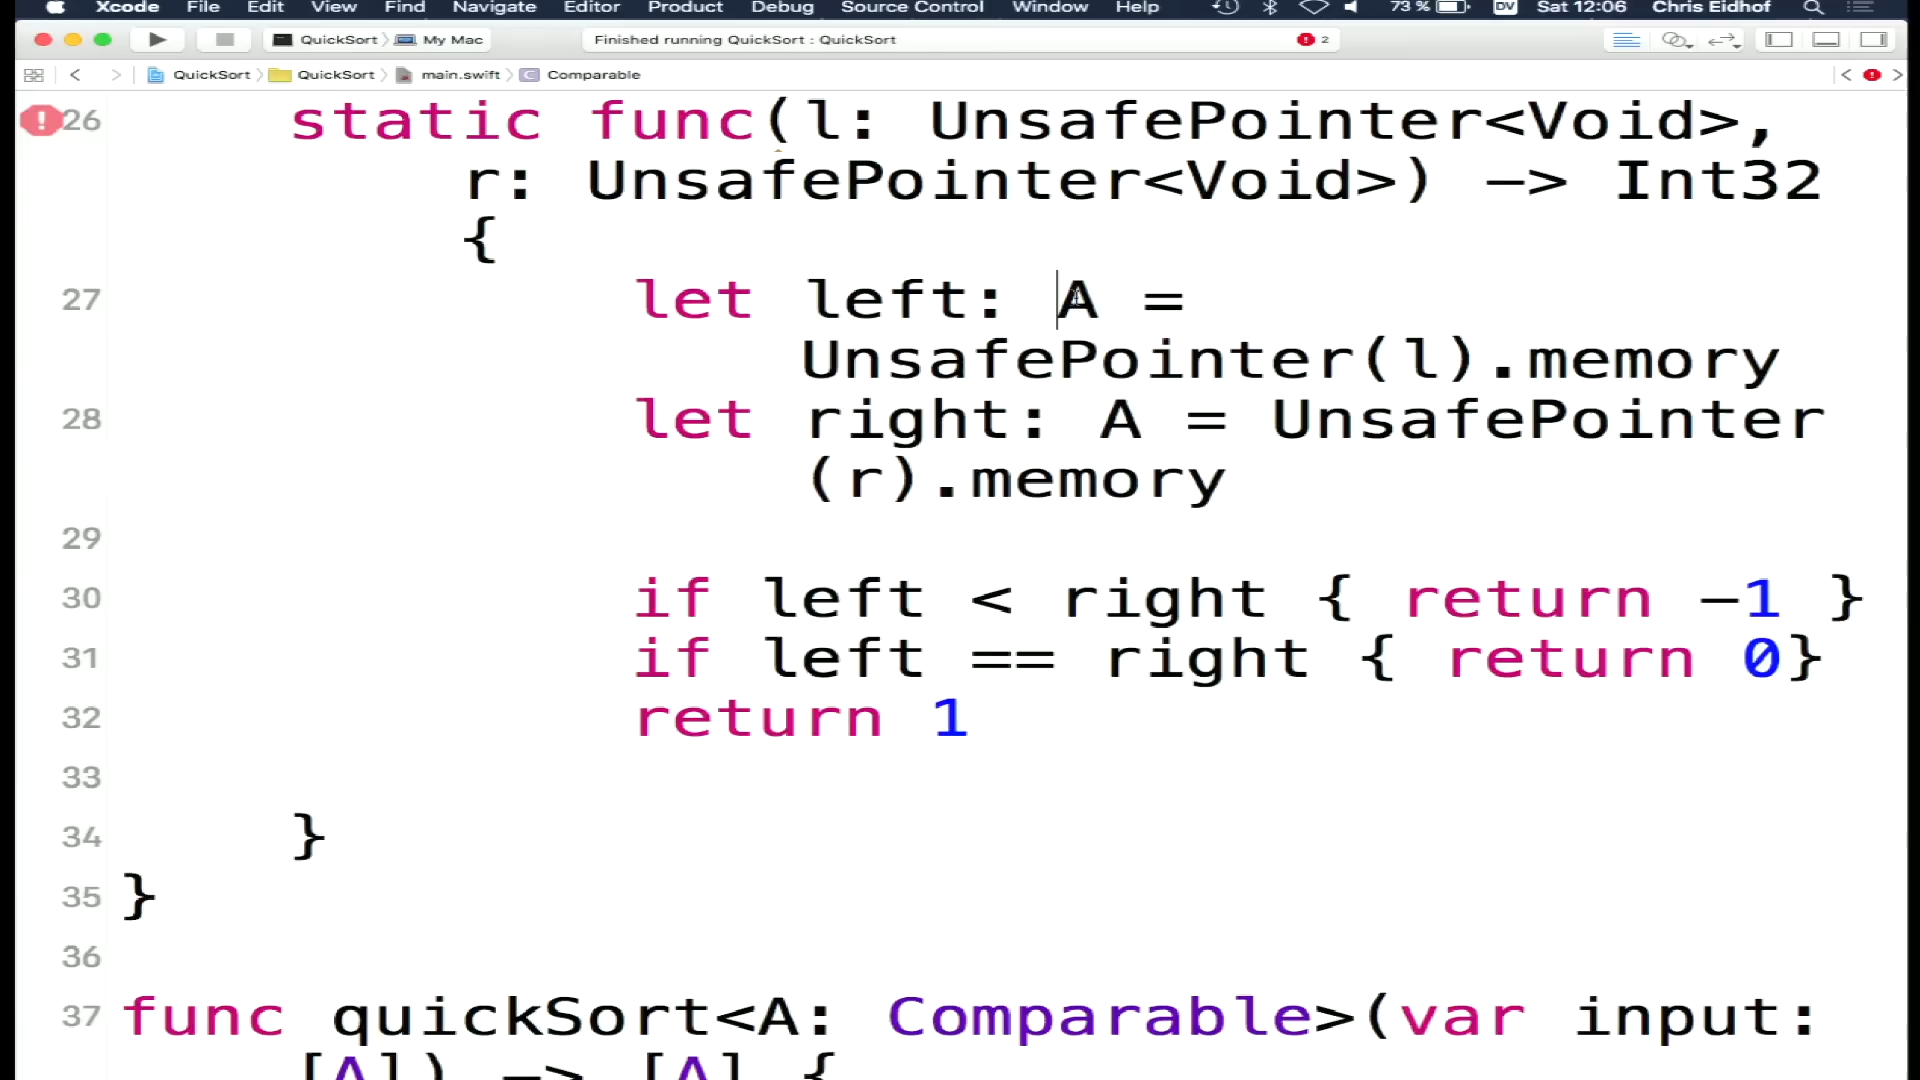 Xcode File Edit View Find Navigate Editor Product Debug Source Control Window Help 73% DV Sat 12:06 Chris Eidhof
QuickSort My Mac Finished running QuickSort : QuickSort 2
QuickSort QuickSort main.swift C Comparable
26 static func(l: UnsafePointer<Void>,
r: UnsafePointer<Void>) -> Int32
{
27 let left: A =
UnsafePointer(l).memory
28 let right: A = UnsafePointer
(r).memory
29
30 if left < right { return -1 }
31 if left == right { return 0}
32 return 1
33
34 }
35 }
36
37 func quickSort<A: Comparable>(var input:
[A]) -> [A] {